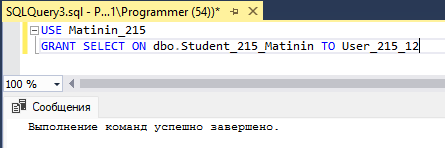 SQLQuery3.sql - P...1\Programmer (54))*
USE Matinin_215
GRANT SELECT ON dbo.Student_215_Matinin TO User_215_12
100 %
Сообщения
Выполнение команд успешно завершено.